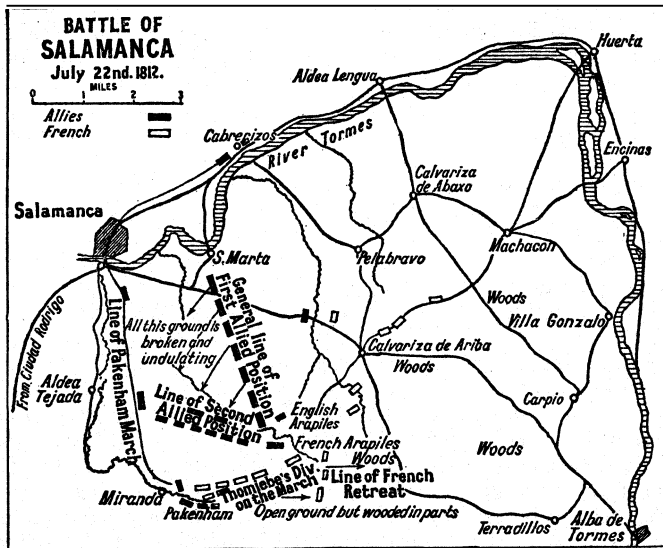 BATTLE OF
SALAMANCA
July 22nd. 1812.
MILES
0 1 2 3
Allies
French
Huerta
Aldea Lengua
Cabrecizos
River Tormes
Encinas
Calvariza
de Abaxo
Salamanca
S. Marta
Pelabravo
Machacon
From Ciudad Rodrigo
Line of Pakenham March
All this ground is
broken and
undulating
General line of
First Allied Position
Woods
Villa Gonzalo
Calvariza de Ariba
Woods
Aldea
Tejada
Line of Second
Allied Position
English
Arapiles
Carpio
French Arapiles
Woods
Woods
Line of French
Retreat
Miranda
Thomiebe's Div.
on the March
Pakenham
Open ground but wooded in parts
Terradillos
Alba de
Tormes